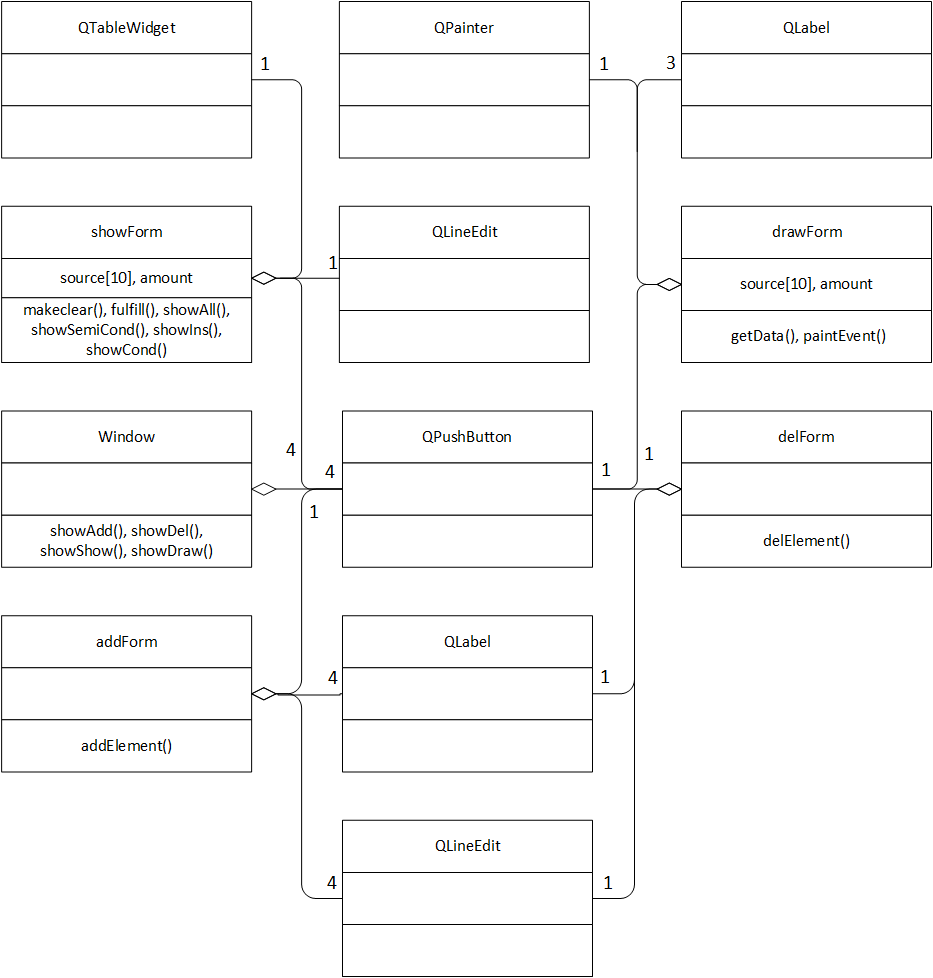 QTableWidget
QPainter
QLabel
1
1
3
showForm
QLineEdit
drawForm
source[10], amount
1
source[10], amount
makeclear(), fulfill(), showAll(),
showSemiCond(), showIns(),
showCond()
getData(), paintEvent()
Window
QPushButton
delForm
4
4
1
1
1
showAdd(), showDel(),
showShow(), showDraw()
delElement()
addForm
QLabel
4
1
addElement()
QLineEdit
4
1